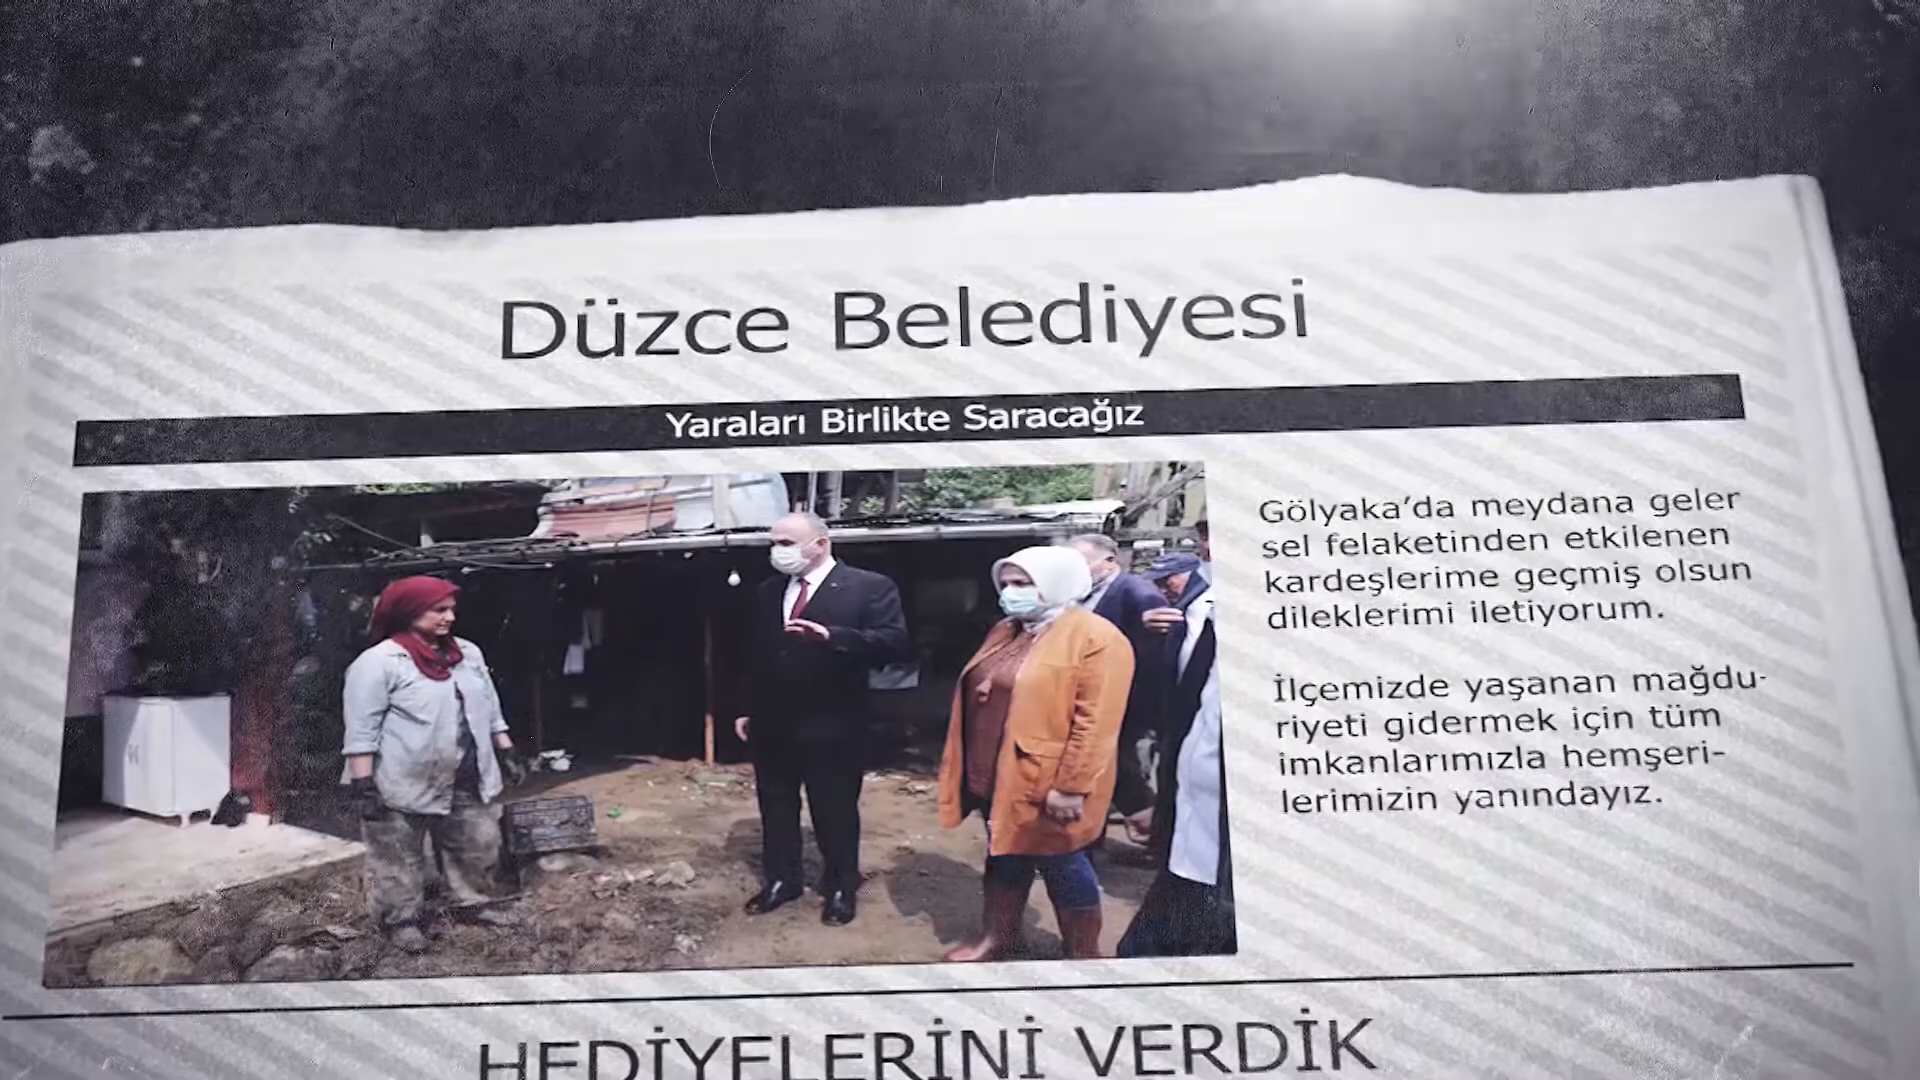 Düzce Belediyesi
Yaraları Birlikte Saracağız
Gölyaka’da meydana geler
sel felaketinden etkilenen
kardeşlerime geçmiş olsun
dileklerimi iletiyorum.
İlçemizde yaşanan mağdu-
riyeti gidermek için tüm
imkanlarımızla hemşeri-
lerimizin yanındayız.
HEDİYELERİNİ VERDİK